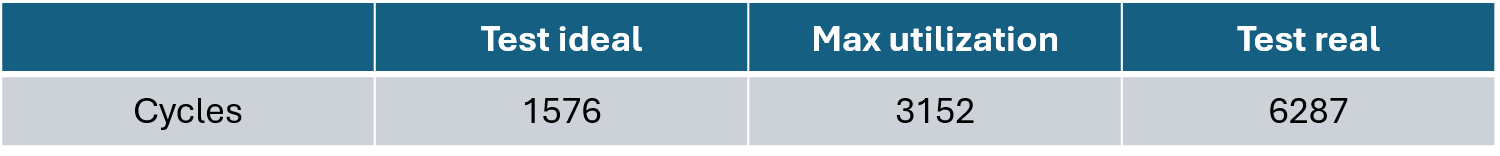 Test ideal Max utilization Test real
Cycles 1576 3152 6287